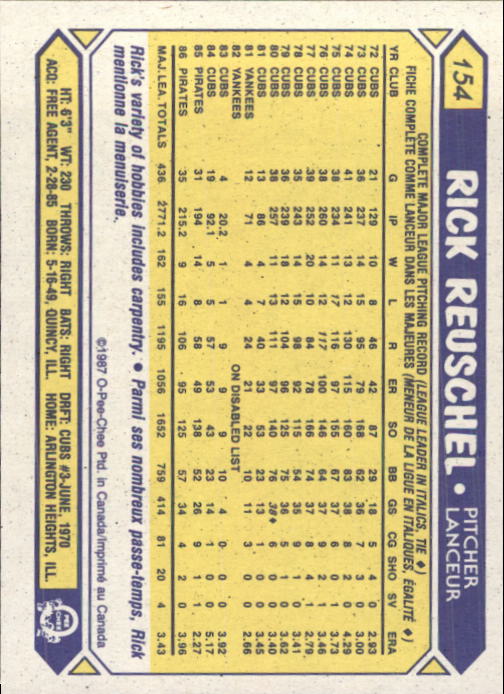 154
RICK REUSCHEL • PITCHER
LANCEUR
COMPLETE MAJOR LEAGUE PITCHING RECORD (LEAGUE LEADER IN ITALICS, TIE ♦)
FICHE COMPLÈTE COMME LANCEUR DANS LES MAJEURES (MENEUR DE LA LIGUE EN ITALIQUES, ÉGALITÉ ♦)
YR CLUB G IP W L R ER SO BB GS CG SHO SV ERA
72 CUBS 21 129 10 8 46 42 87 29 18 5 4 0 2.93
73 CUBS 36 237 14 15 95 79 168 62 36 7 3 0 3.00
74 CUBS 41 241 13 12 130 115 160 83 38 8 2 0 4.29
75 CUBS 38 234 11 17 116 97 155 67 37 6 0 1 3.73
76 CUBS 38 260 14 12 117 100 146 64 37 9 2 1 3.46
77 CUBS 39 252 20 10 84 78 166 74 37 8 4 1 2.79
78 CUBS 35 243 14 15 98 92 115 54 35 9 1 0 3.41
79 CUBS 36 239 18 12 104 96 125 75 36 5 1 0 3.62
80 CUBS 38 257 11 13 111 97 140 76 38♦ 6 0 0 3.40
81 CUBS 13 86 4 7 40 33 53 23 13 1 0 0 3.45
81 YANKEES 12 71 4 4 24 21 22 10 11 3 0 0 2.66
82 YANKEES ON DISABLED LIST
83 CUBS 4 20.2 1 1 9 9 9 10 4 0 0 0 3.92
84 CUBS 19 92.1 5 5 57 53 43 23 14 1 0 0 5.17
85 PIRATES 31 194 14 8 58 49 138 52 26 9 1 1 2.27
86 PIRATES 35 215.2 9 16 106 95 125 57 34 4 2 0 3.96
MAJ. LEA. TOTALS 436 2771.2 162 155 1195 1056 1652 759 414 81 20 4 3.43
Rick's variety of hobbies includes carpentry. • Parmi ses nombreux passe-temps, Rick
mentionne la menuiserie.
©1987 O-Pee-Chee Ptd. in Canada/Imprimé au Canada
HT: 6'3" WT: 230 THROWS: RIGHT BATS: RIGHT DRFT: CUBS #3-JUNE, 1970
ACQ: FREE AGENT, 2-28-85 BORN: 5-16-49, QUINCY, ILL. HOME: ARLINGTON HEIGHTS, ILL.
O PEE CHEE